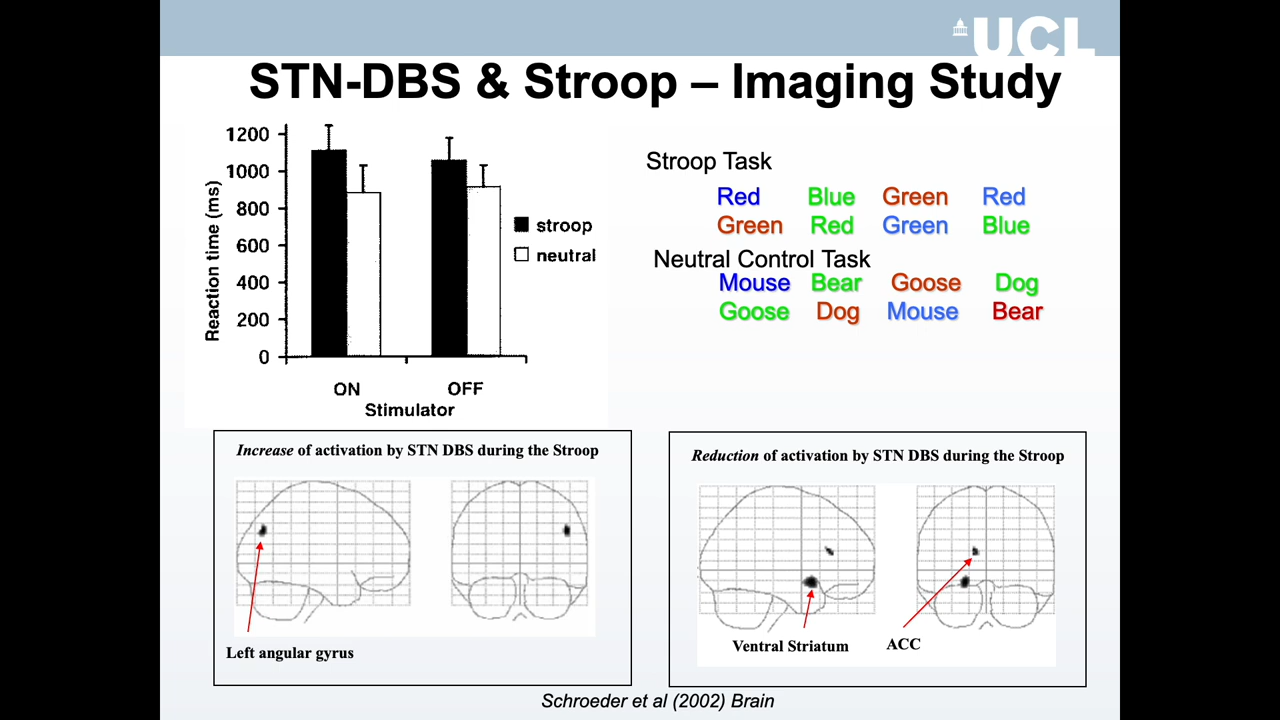 UCL
STN-DBS & Stroop – Imaging Study
1200
1000
800
600
400
200
0
Reaction time (ms)
ON
OFF
Stimulator
stroop
neutral
Stroop Task
Red Blue Green Red
Green Red Green Blue
Neutral Control Task
Mouse Bear Goose Dog
Goose Dog Mouse Bear
Increase of activation by STN DBS during the Stroop
Left angular gyrus
Reduction of activation by STN DBS during the Stroop
Ventral Striatum
ACC
Schroeder et al (2002) Brain